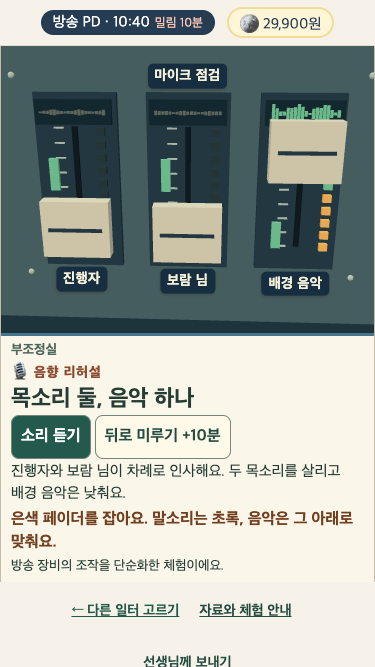 방송 PD · 10:40 밀림 10분
29,900원
마이크 점검
진행자
보람 님
배경 음악
부조정실
음향 리허설
목소리 둘, 음악 하나
소리 듣기
뒤로 미루기 +10분
진행자와 보람 님이 차례로 인사해요. 두 목소리를 살리고
배경 음악은 낮춰요.
은색 페이더를 잡아요. 말소리는 초록, 음악은 그 아래로
맞춰요.
방송 장비의 조작을 단순화한 체험이에요.
← 다른 일터 고르기
자료와 체험 안내
선생님께 보내기